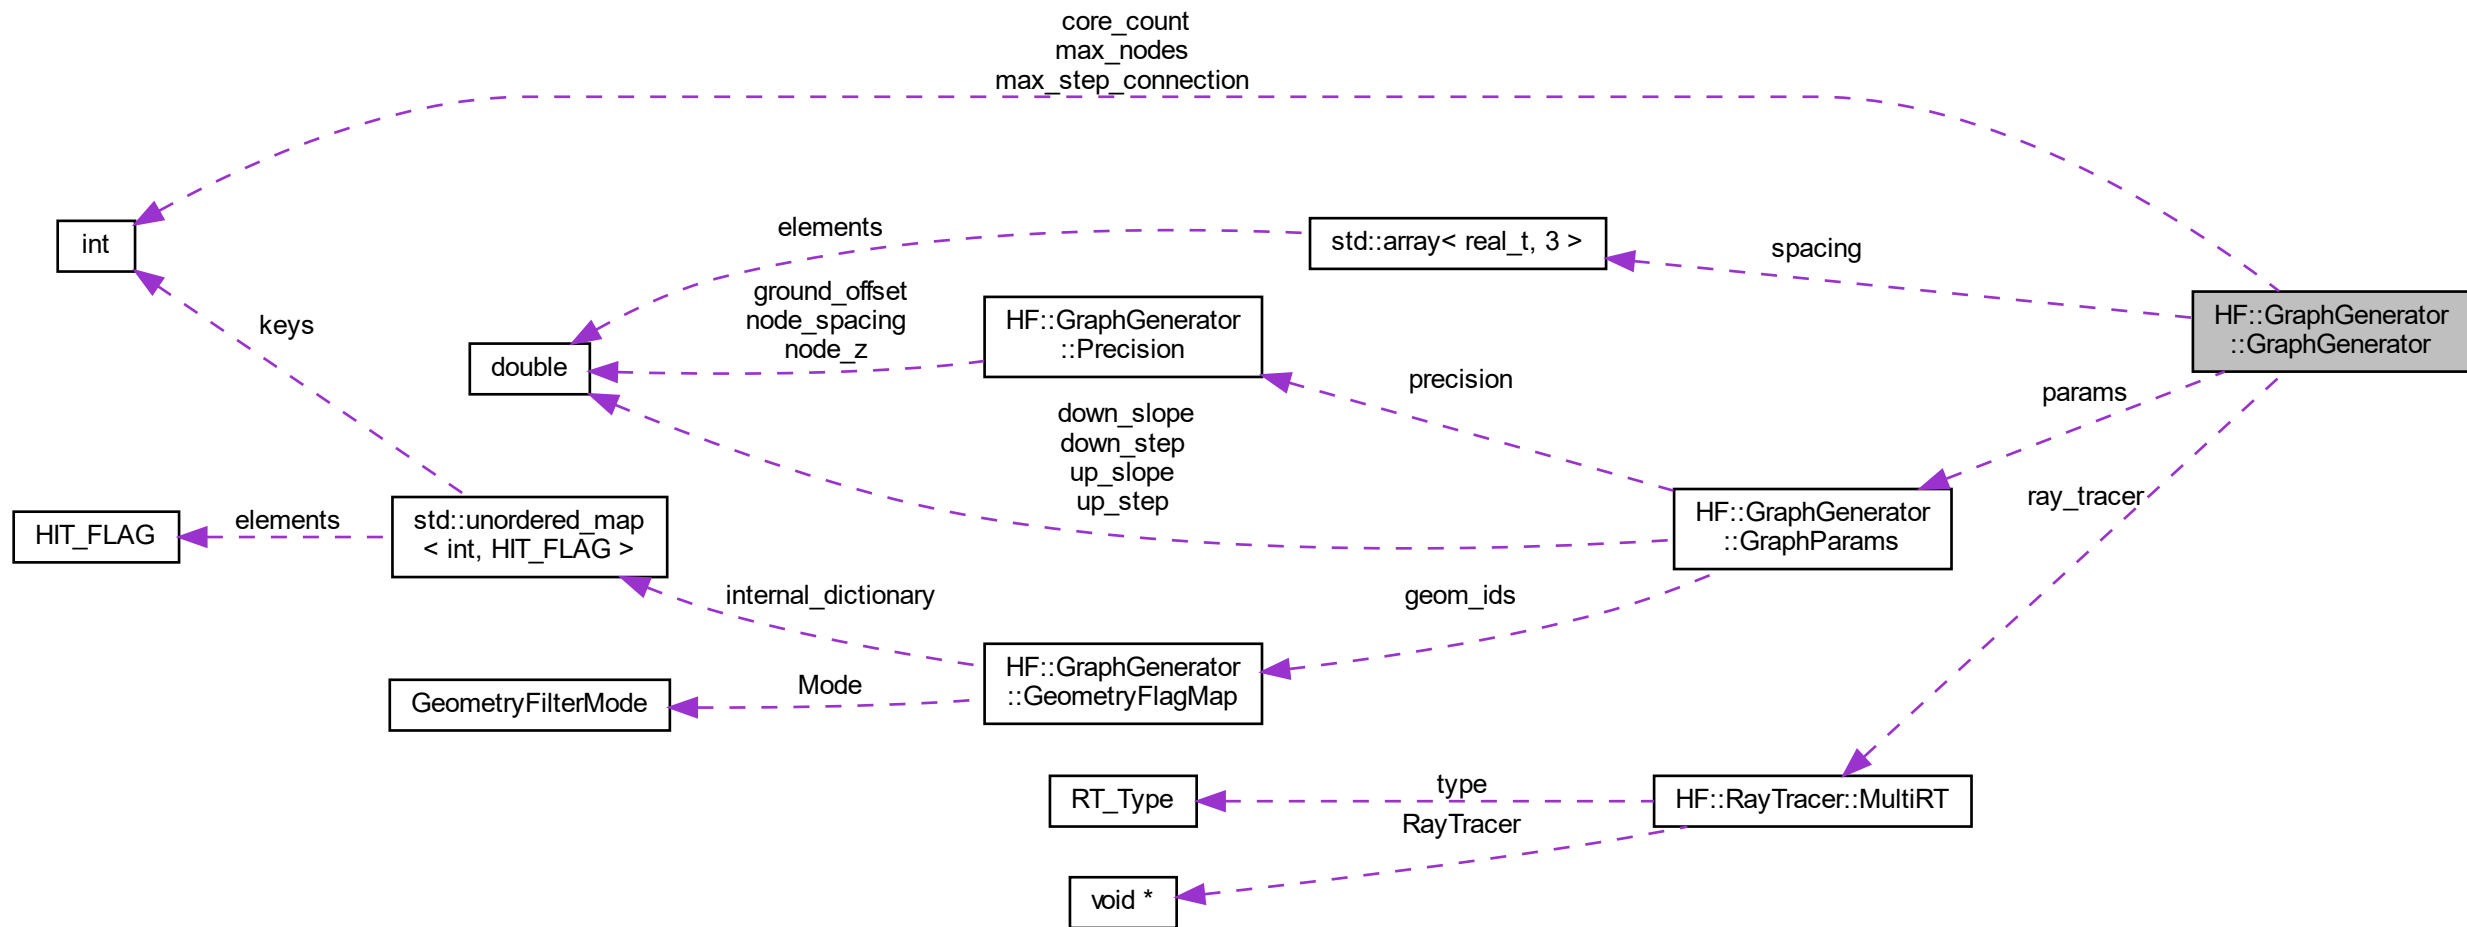 core_count
max_nodes
max_step_connection
int
elements
std::array< real_t, 3 >
spacing
HF::GraphGenerator
::GraphGenerator
keys
double
ground_offset
node_spacing
node_z
HF::GraphGenerator
::Precision
precision
params
down_slope
down_step
up_slope
up_step
ray_tracer
HIT_FLAG
elements
std::unordered_map
< int, HIT_FLAG >
HF::GraphGenerator
::GraphParams
internal_dictionary
geom_ids
GeometryFilterMode
Mode
HF::GraphGenerator
::GeometryFlagMap
RT_Type
type
HF::RayTracer::MultiRT
RayTracer
void *